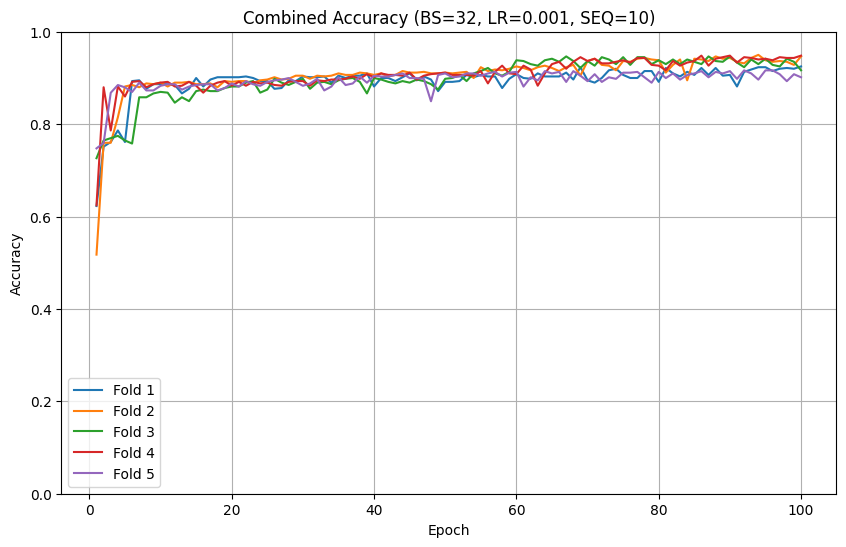 Combined Accuracy (BS=32, LR=0.001, SEQ=10)
1.0
0.8
0.6
0.4
0.2
0.0
Accuracy
Fold 1
Fold 2
Fold 3
Fold 4
Fold 5
0 20 40 60 80 100
Epoch